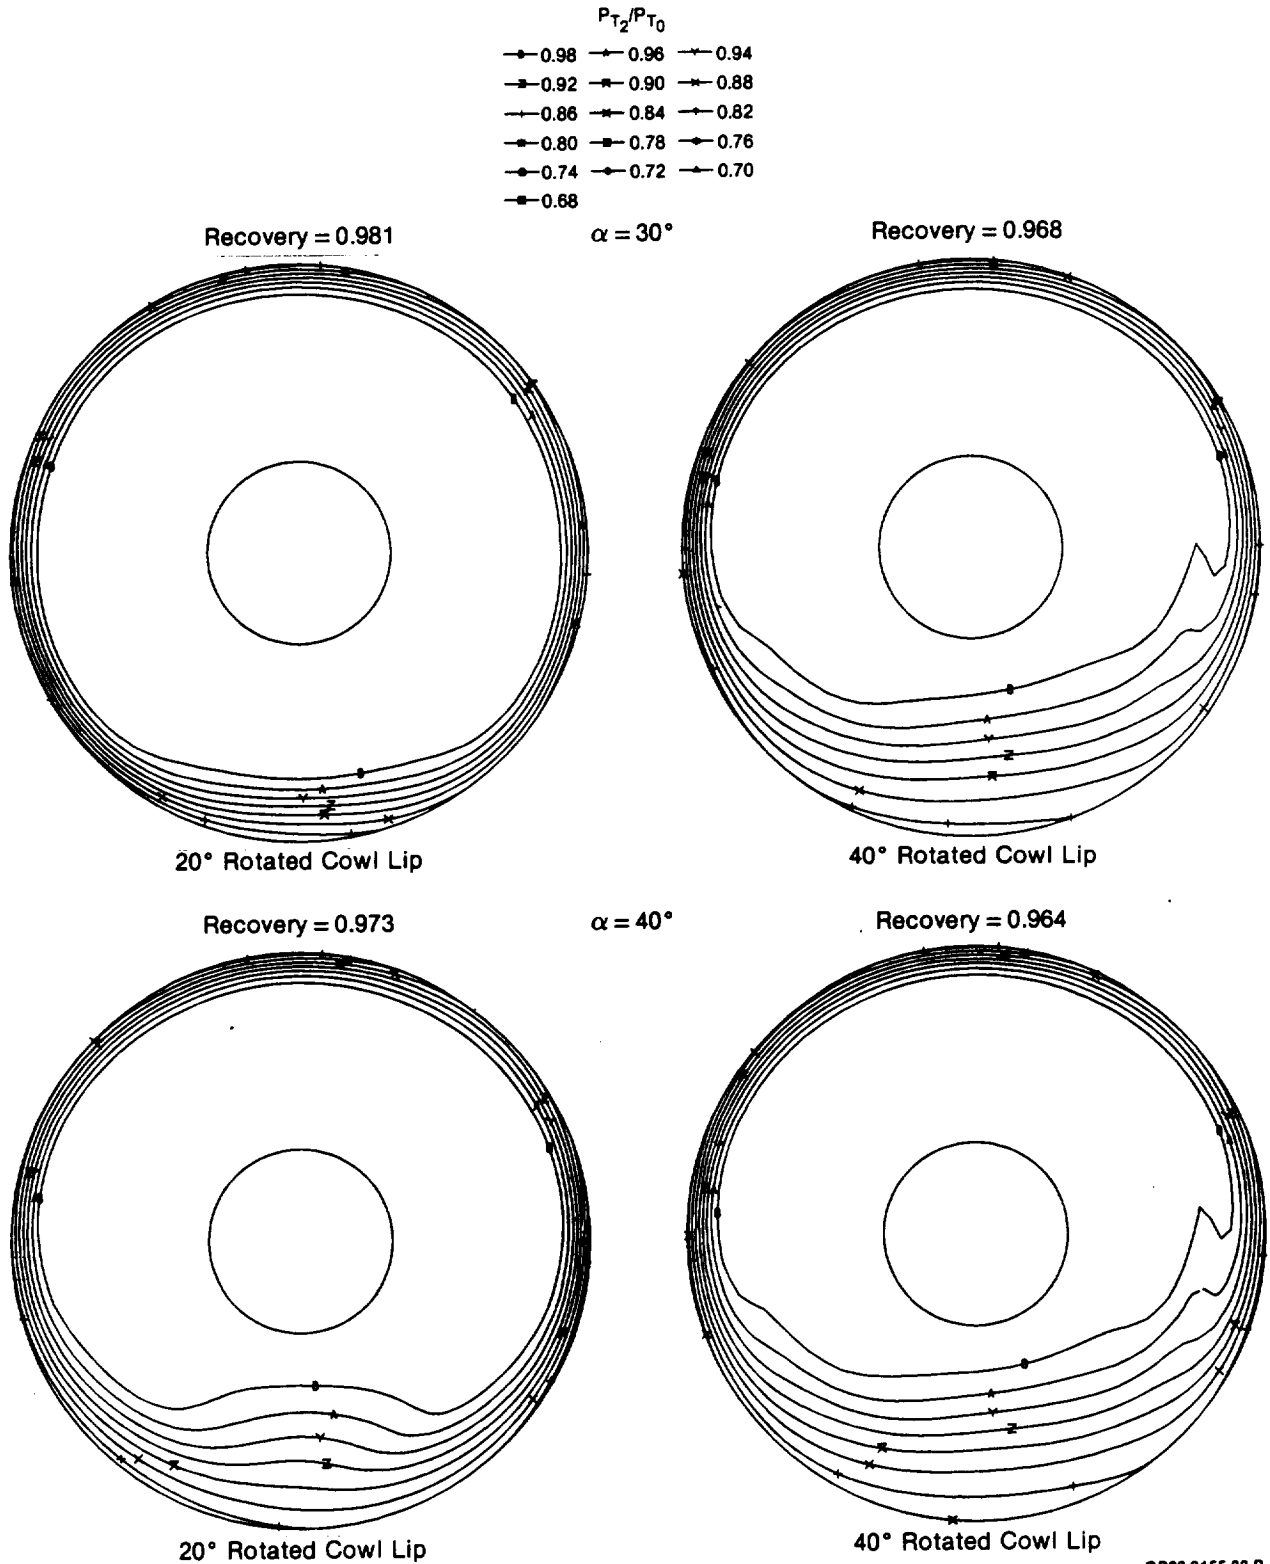 P_T2/P_T0
0.98 0.96 0.94
0.92 0.90 0.88
0.86 0.84 0.82
0.80 0.78 0.76
0.74 0.72 0.70
0.68
Recovery = 0.981 α = 30° Recovery = 0.968
20° Rotated Cowl Lip 40° Rotated Cowl Lip
Recovery = 0.973 α = 40° Recovery = 0.964
20° Rotated Cowl Lip 40° Rotated Cowl Lip